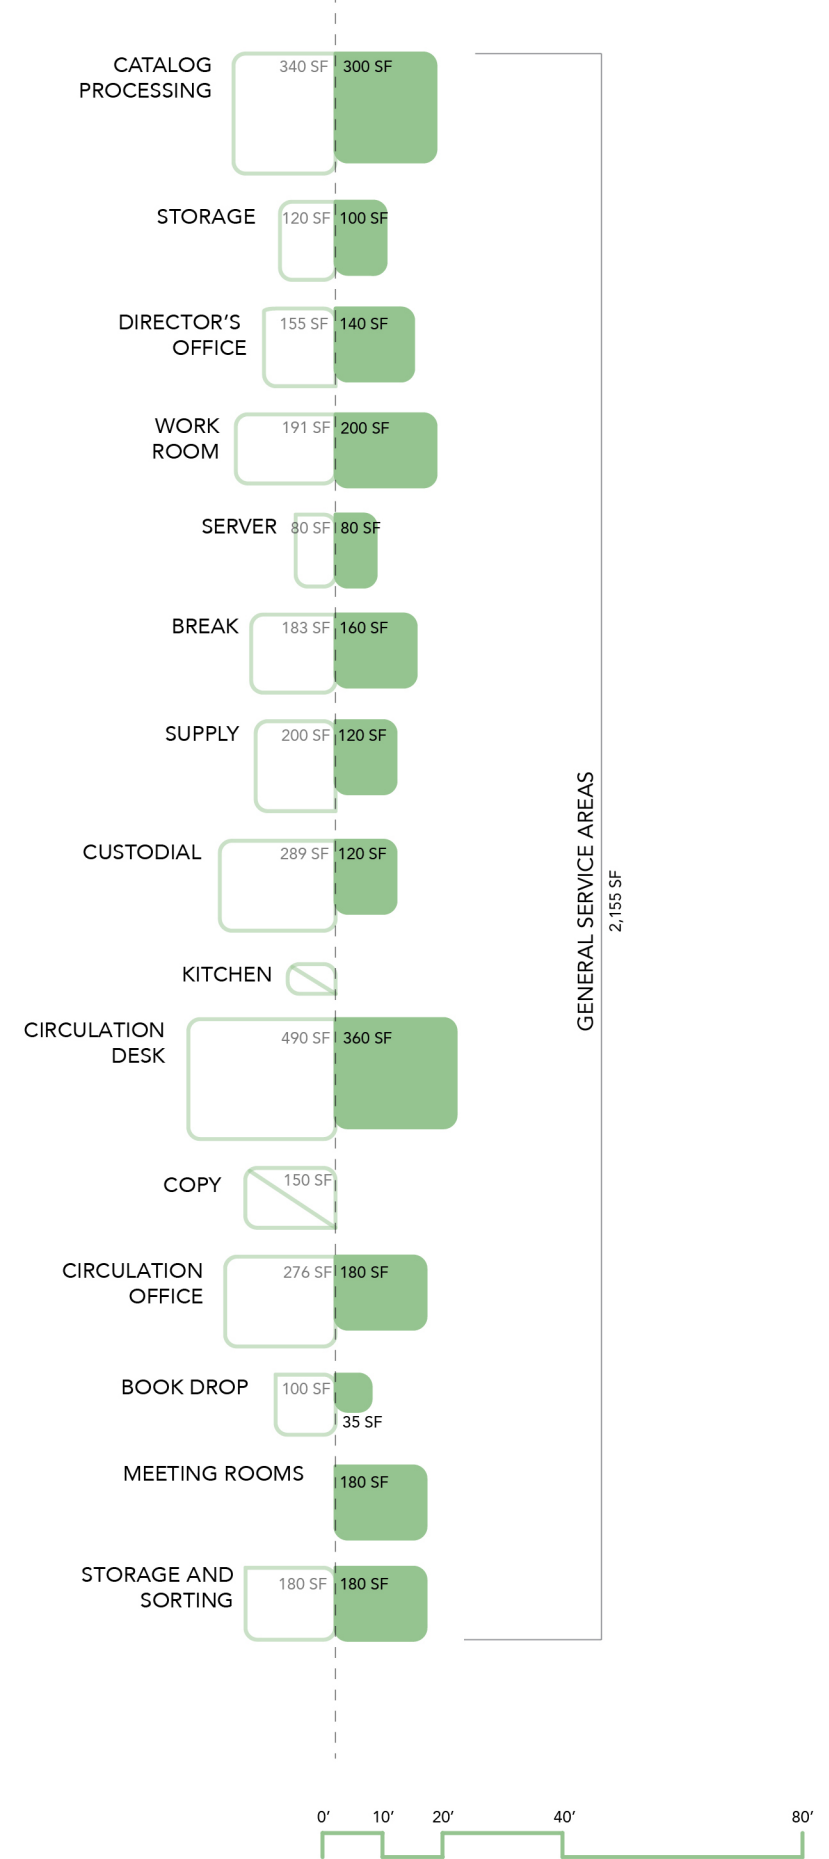 CATALOG
PROCESSING
340 SF 300 SF
STORAGE 120 SF 100 SF
DIRECTOR’S
OFFICE
155 SF 140 SF
WORK
ROOM
191 SF 200 SF
SERVER 80 SF 80 SF
BREAK 183 SF 160 SF
SUPPLY 200 SF 120 SF
CUSTODIAL 289 SF 120 SF
KITCHEN
CIRCULATION
DESK
490 SF 360 SF
COPY 150 SF
CIRCULATION
OFFICE
276 SF 180 SF
BOOK DROP 100 SF
35 SF
MEETING ROOMS 180 SF
STORAGE AND
SORTING
180 SF 180 SF
GENERAL SERVICE AREAS
2,155 SF
0’ 10’ 20’ 40’ 80’